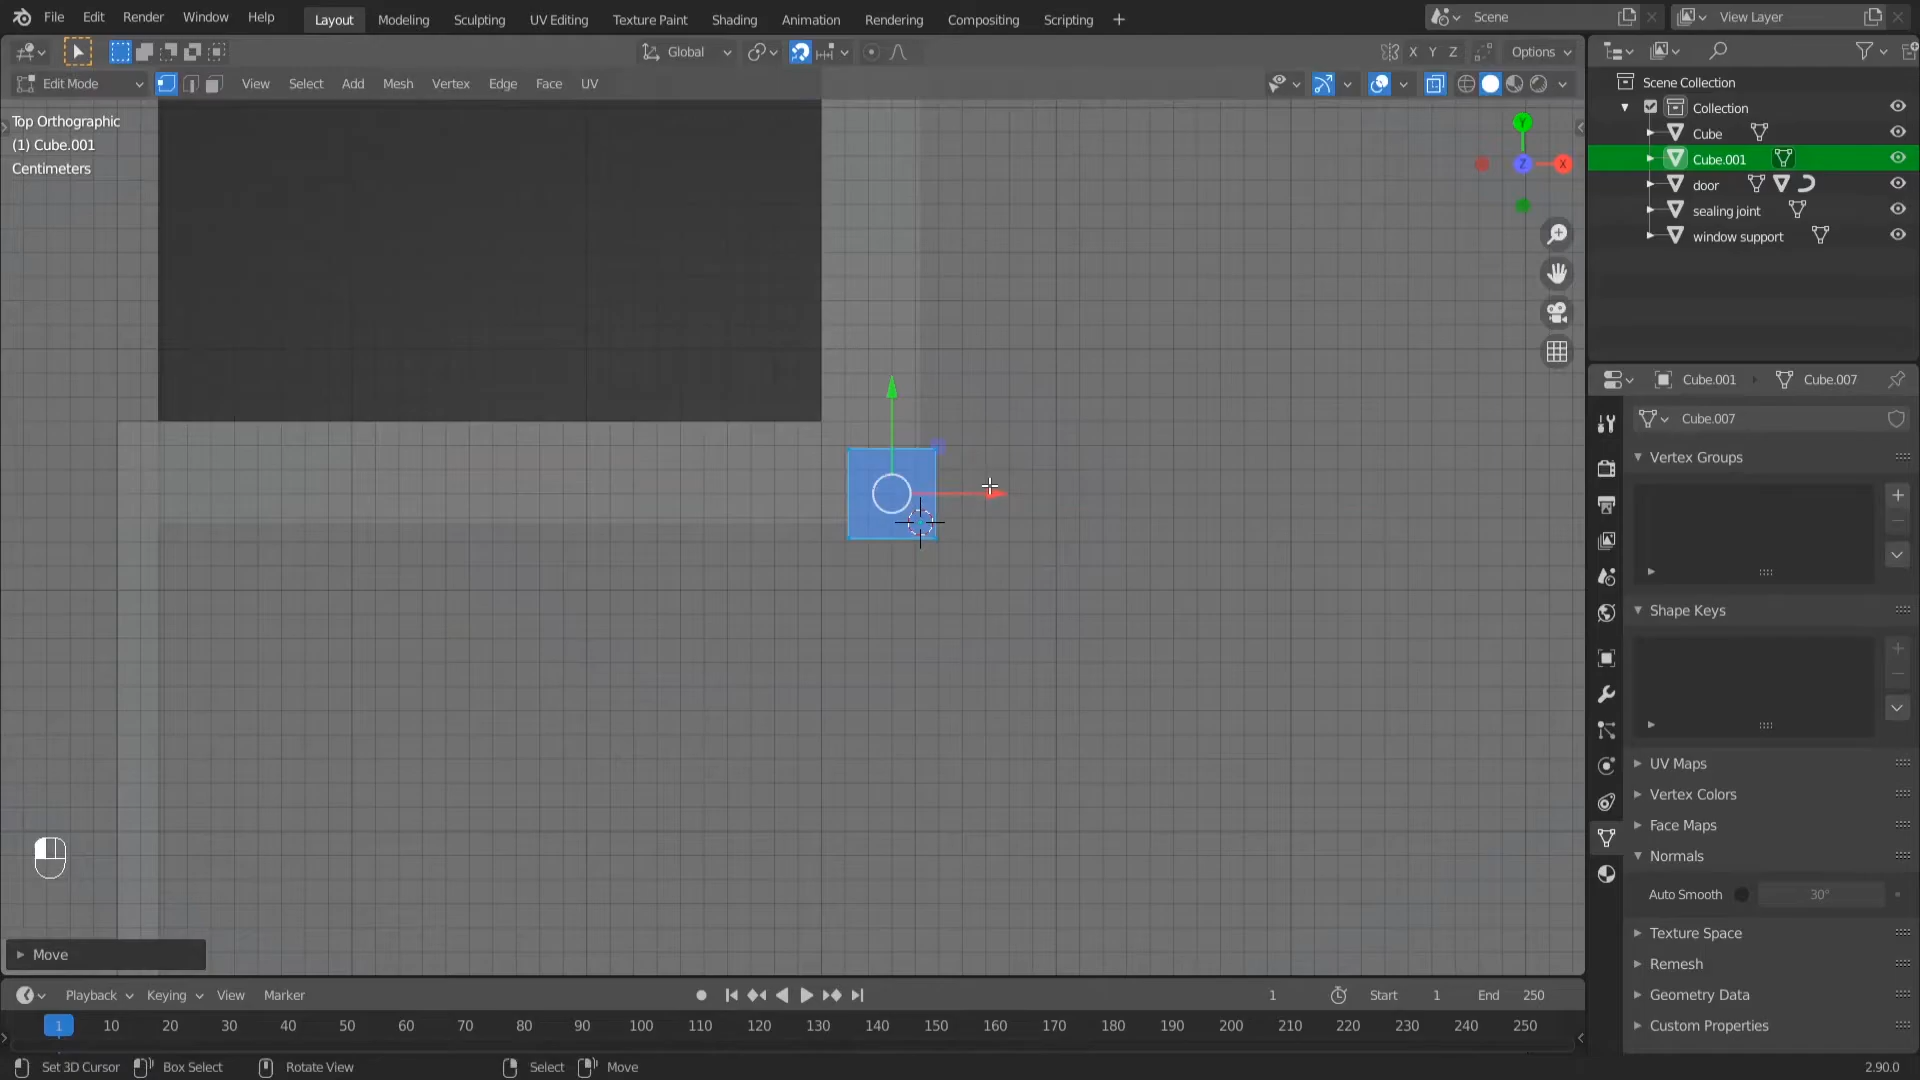 File Edit Render Window Help Layout Modeling Sculpting UV Editing Texture Paint Shading Animation Rendering Compositing Scripting + Scene View Layer
Global X Y Z Options
Edit Mode View Select Add Mesh Vertex Edge Face UV
Top Orthographic
(1) Cube.001
Centimeters
Y
Z X
Scene Collection
Collection
Cube
Cube.001
door
sealing joint
window support
Cube.001 Cube.007
Cube.007
Vertex Groups
Shape Keys
UV Maps
Vertex Colors
Face Maps
Normals
Auto Smooth 30°
Texture Space
Remesh
Geometry Data
Custom Properties
Move
Playback Keying View Marker 1 Start 1 End 250
1 10 20 30 40 50 60 70 80 90 100 110 120 130 140 150 160 170 180 190 200 210 220 230 240 250
Set 3D Cursor Box Select Rotate View Select Move 2.90.0